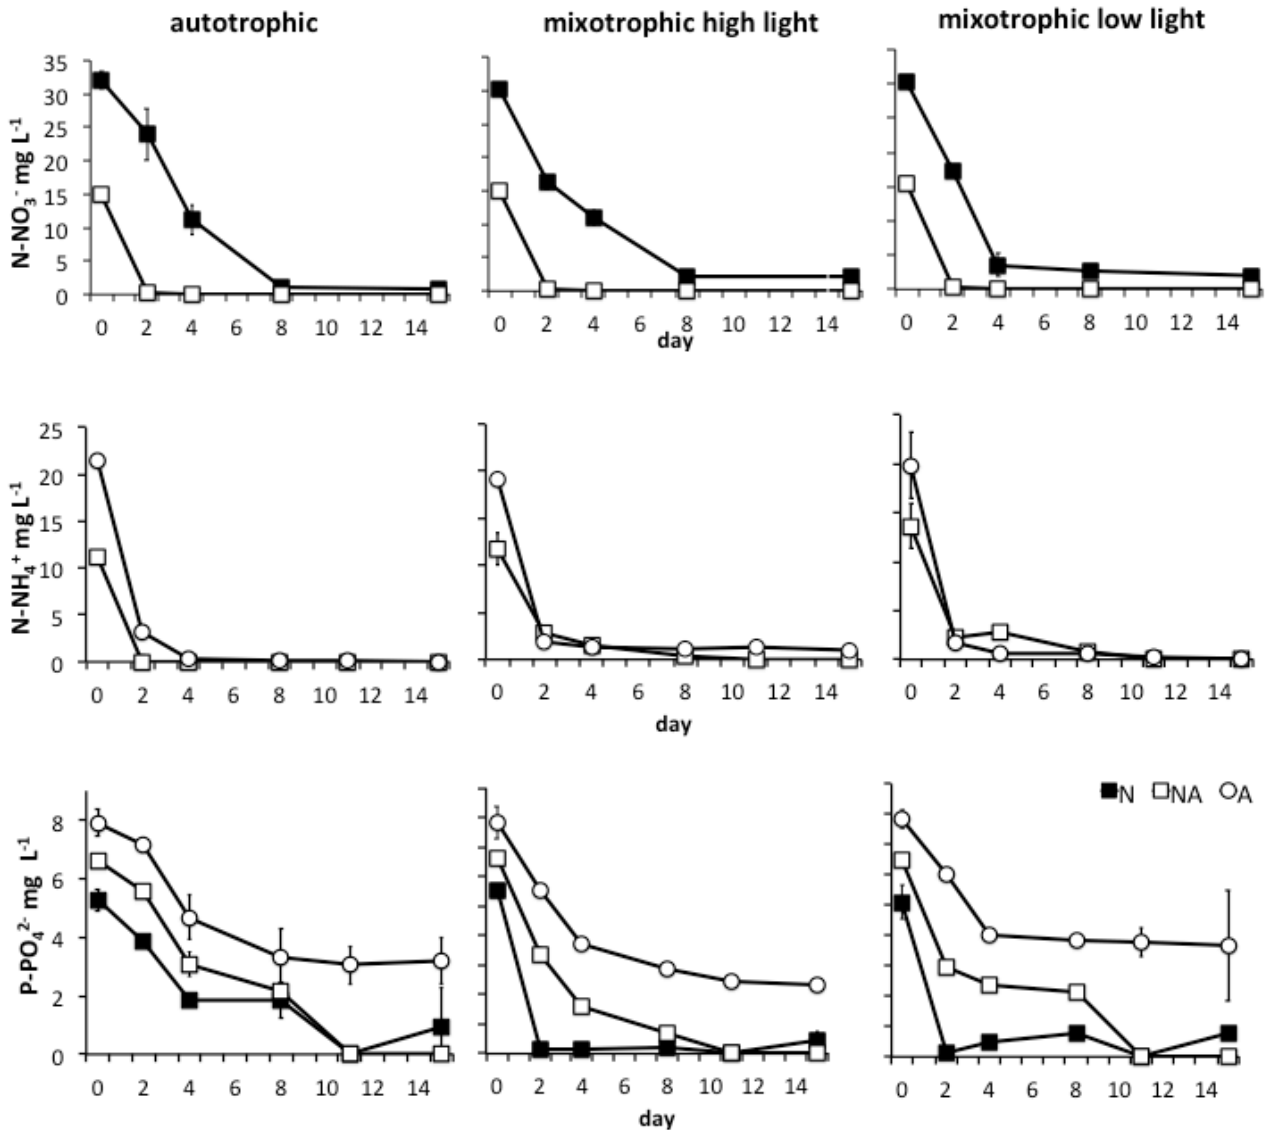 autotrophic
mixotrophic high light
mixotrophic low light
N-NO₃⁻ mg L⁻¹
35
30
25
20
15
10
5
0
0 2 4 6 8 10 12 14
0 2 4 6 8 10 12 14
0 2 4 6 8 10 12 14
day
N-NH₄⁺ mg L⁻¹
25
20
15
10
5
0
0 2 4 6 8 10 12 14
0 2 4 6 8 10 12 14
0 2 4 6 8 10 12 14
day
P-PO₄²⁻ mg L⁻¹
N NA A
8
6
4
2
0
0 2 4 6 8 10 12 14
0 2 4 6 8 10 12 14
0 2 4 6 8 10 12 14
day